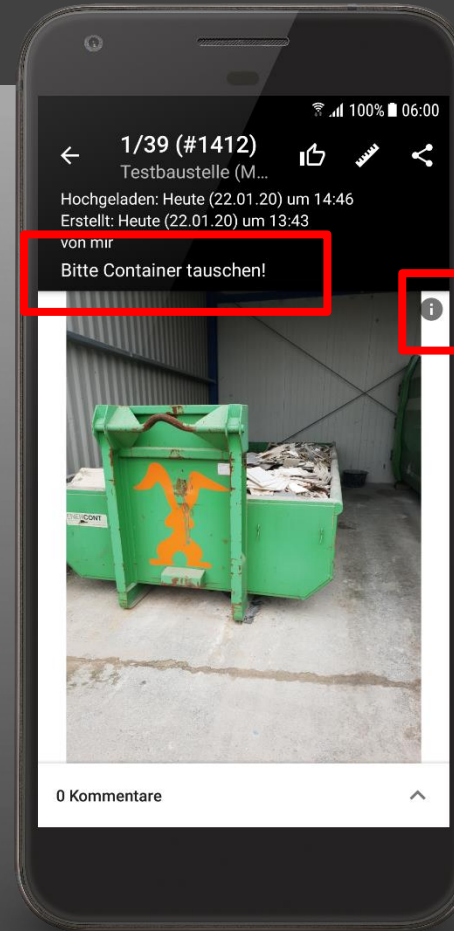 100% 06:00
1/39 (#1412)
Testbaustelle (M...
Hochgeladen: Heute (22.01.20) um 14:46
Erstellt: Heute (22.01.20) um 13:43
von mir
Bitte Container tauschen!
0 Kommentare